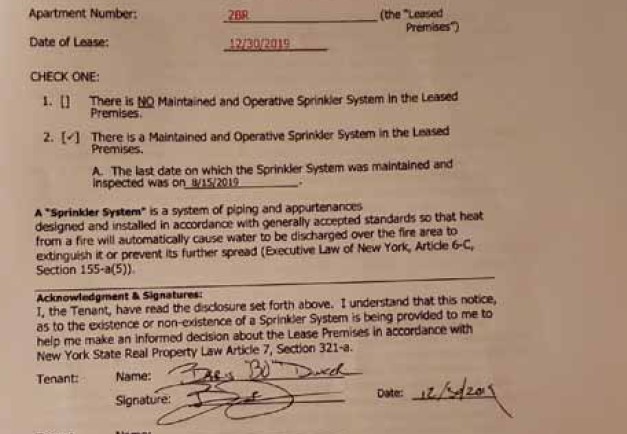 Apartment Number: 2BR (the "Leased
Premises")
Date of Lease: 12/30/2019
CHECK ONE:
1. [] There is NO Maintained and Operative Sprinkler System in the Leased
Premises.
2. [✓] There is a Maintained and Operative Sprinkler System in the Leased
Premises.
A. The last date on which the Sprinkler System was maintained and
inspected was on 8/15/2019.
A "Sprinkler System" is a system of piping and appurtenances
designed and installed in accordance with generally accepted standards so that heat
from a fire will automatically cause water to be discharged over the fire area to
extinguish it or prevent its further spread (Executive Law of New York, Article 6-C,
Section 155-a(5)).
Acknowledgment & Signatures:
I, the Tenant, have read the disclosure set forth above. I understand that this notice,
as to the existence or non-existence of a Sprinkler System is being provided to me to
help me make an informed decision about the Lease Premises in accordance with
New York State Real Property Law Article 7, Section 321-a.
Tenant: Name:
Signature: Date: